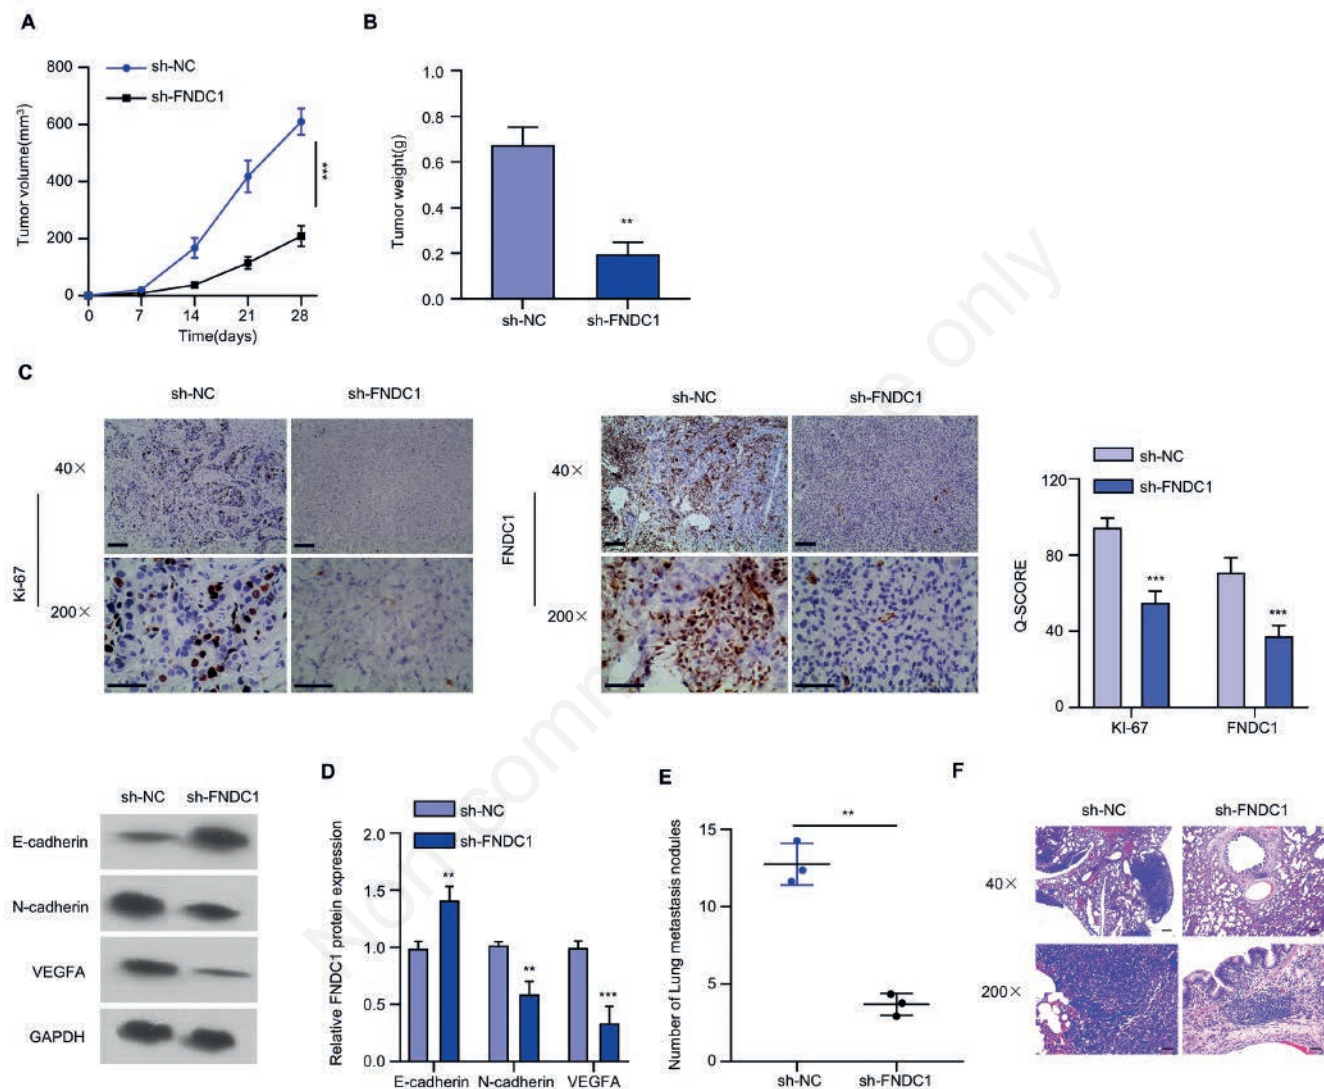 A
sh-NC
sh-FNDC1
800
600
400
200
0
Tumor volume(mm³)
***
0 7 14 21 28
Time(days)
B
1.0
0.8
0.6
0.4
0.2
0.0
Tumor weight(g)
**
sh-NC sh-FNDC1
C
sh-NC sh-FNDC1
Ki-67
40×
200×
sh-NC sh-FNDC1
FNDC1
40×
200×
sh-NC
sh-FNDC1
120
80
40
0
Q-SCORE
***
***
KI-67 FNDC1
sh-NC sh-FNDC1
E-cadherin
N-cadherin
VEGFA
GAPDH
D
sh-NC
sh-FNDC1
2.0
1.5
1.0
0.5
0.0
Relative FNDC1 protein expression
**
**
***
E-cadherin N-cadherin VEGFA
E
15
10
5
0
Number of Lung metastasis nodules
**
sh-NC sh-FNDC1
F
sh-NC sh-FNDC1
40×
200×